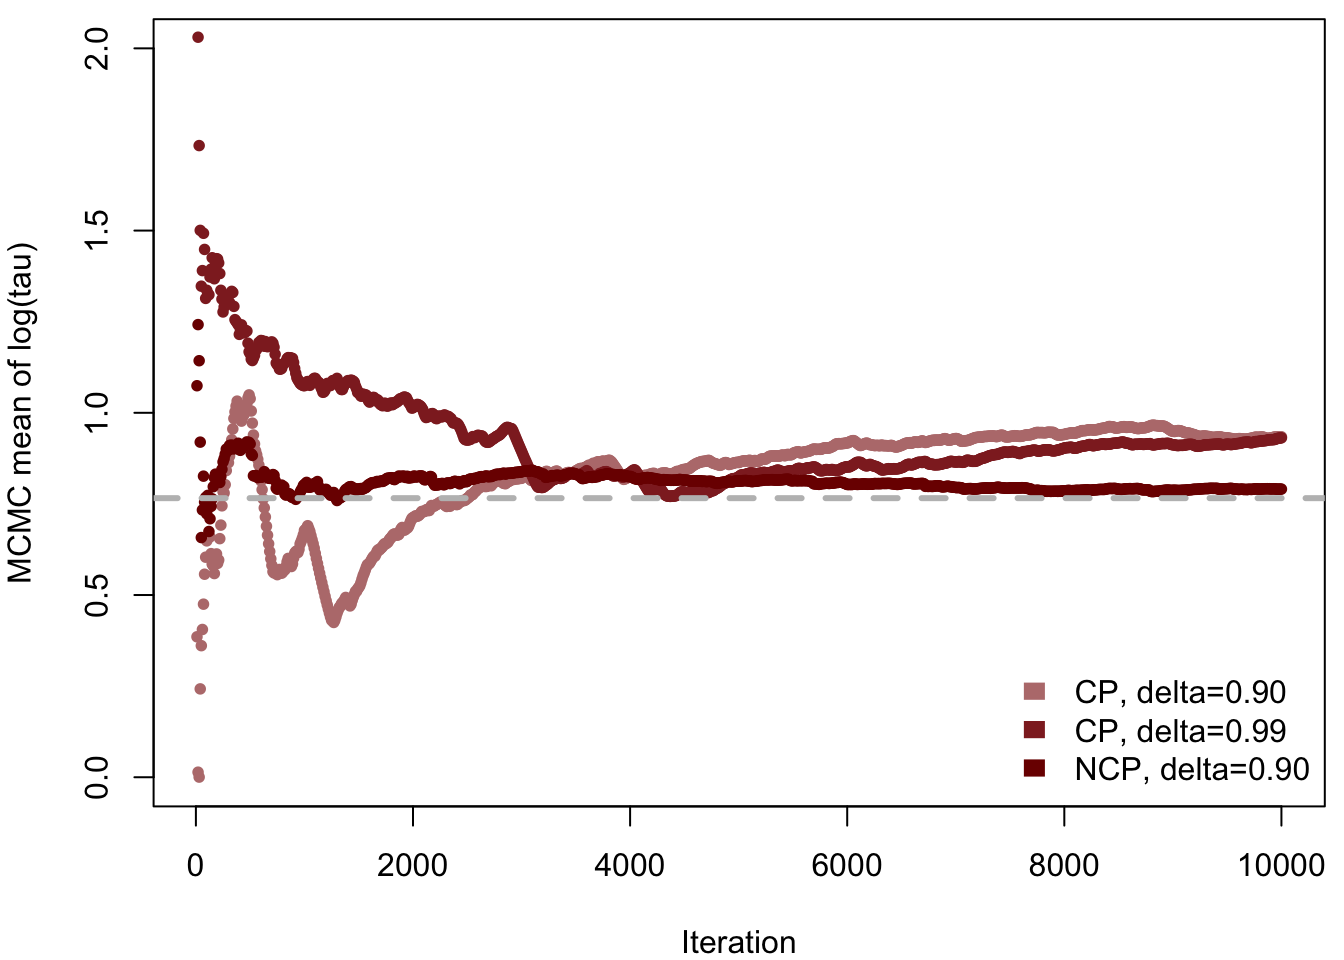 MCMC mean of log(tau)
2.0
1.5
1.0
0.5
0.0
CP, delta=0.90
CP, delta=0.99
NCP, delta=0.90
0 2000 4000 6000 8000 10000
Iteration